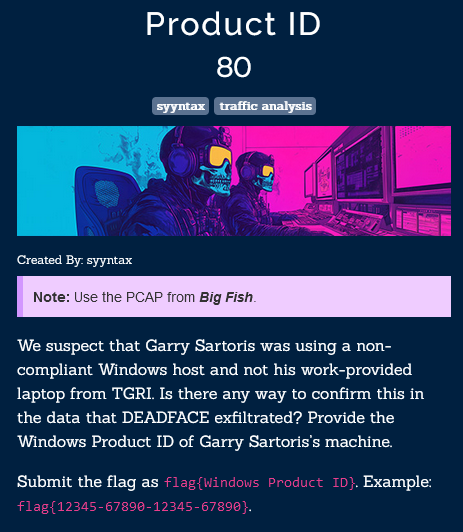 Product ID
80
syyntax traffic analysis
Created By: syyntax
Note: Use the PCAP from Big Fish.
We suspect that Garry Sartoris was using a non-
compliant Windows host and not his work-provided
laptop from TGRI. Is there any way to confirm this in
the data that DEADFACE exfiltrated? Provide the
Windows Product ID of Garry Sartoris's machine.
Submit the flag as flag{Windows Product ID}. Example:
flag{12345-67890-12345-67890}.